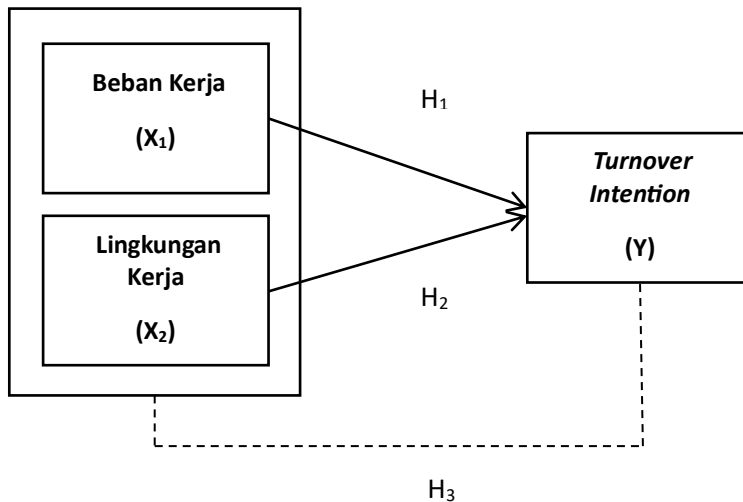 Beban Kerja
(X₁)
H₁
Turnover
Intention
(Y)
Lingkungan
Kerja
(X₂)
H₂
H₃